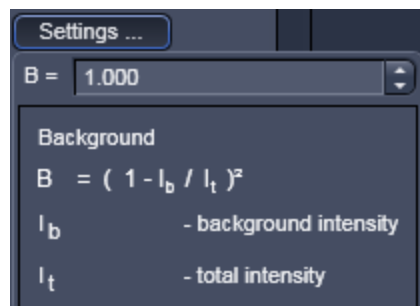 Settings ...
B = 1.000
Background
B = ( 1 - I_b / I_t )²
I_b - background intensity
I_t - total intensity